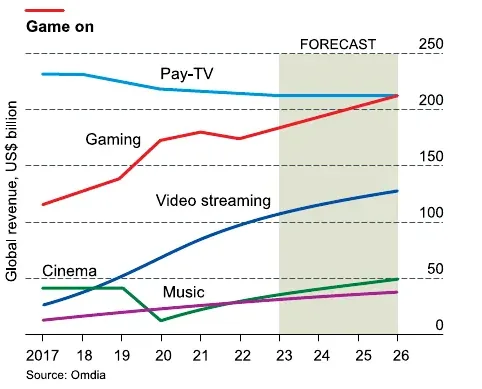 Game on
FORECAST
250
Pay-TV
200
Gaming
150
Video streaming
100
Cinema
50
Music
0
Global revenue, US$ billion
2017 18 19 20 21 22 23 24 25 26
Source: Omdia